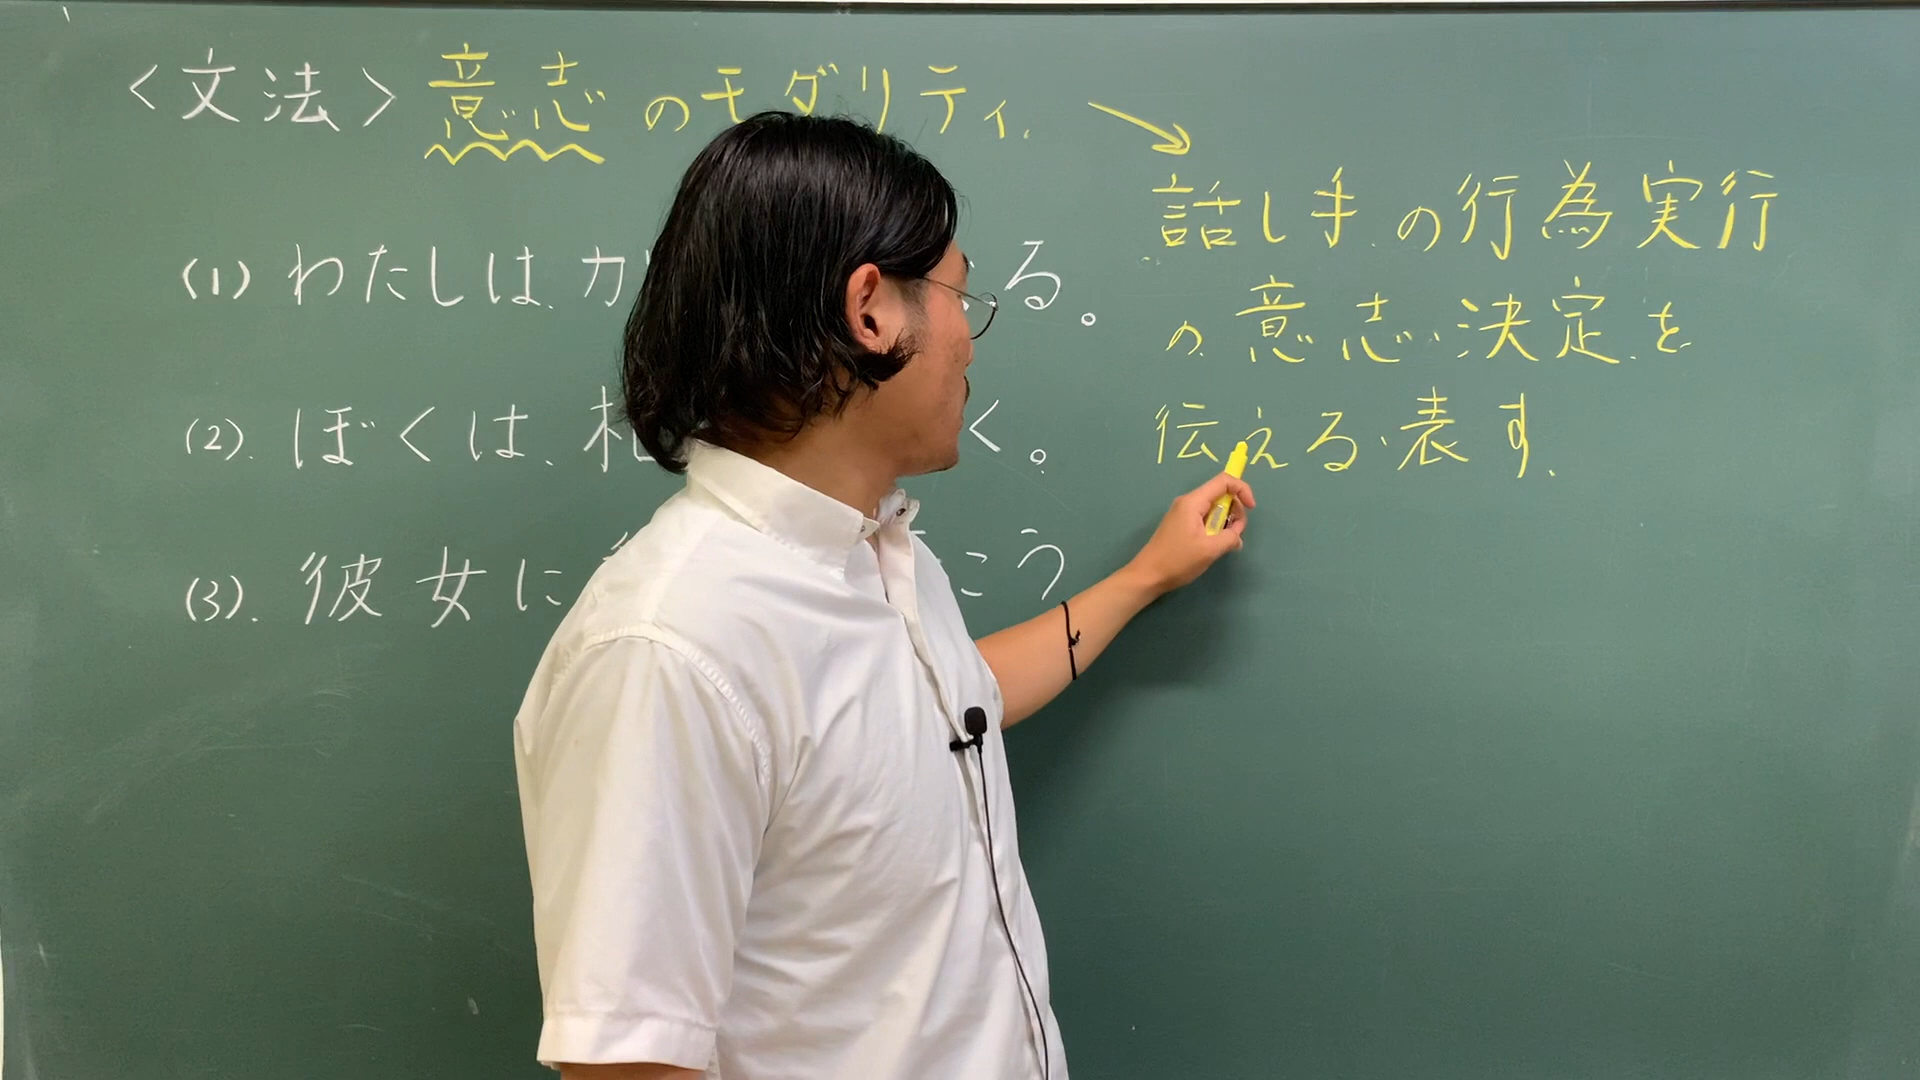 <文法> 意志のモダリティ
話し手の行為実行
の意志決定を
伝える・表す
(1) わたしは、カ る。
(2). ぼくは、札 く。
(3). 彼女に こう